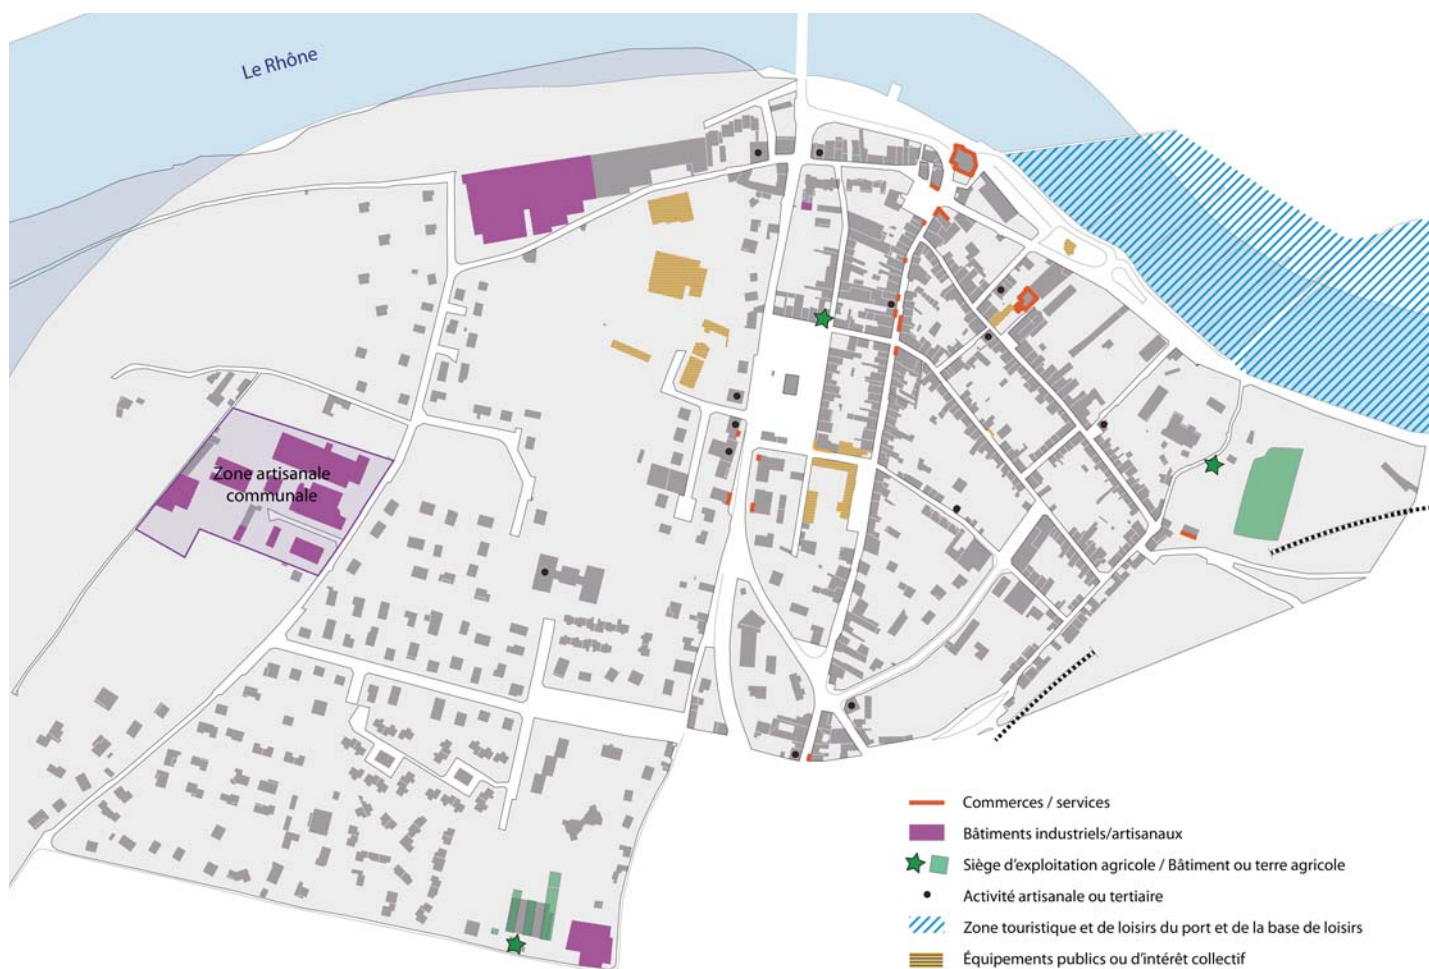 Le Rhône
Zone artisanale
communale
Commerces / services
Bâtiments industriels/artisanaux
Siège d'exploitation agricole / Bâtiment ou terre agricole
Activité artisanale ou tertiaire
Zone touristique et de loisirs du port et de la base de loisirs
Équipements publics ou d'intérêt collectif